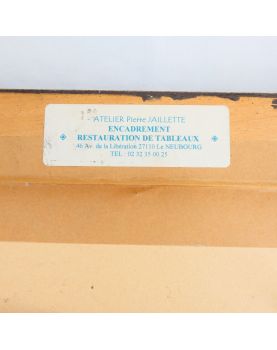 ATELIER Pierre JAILLETTE
ENCADREMENT
RESTAURATION DE TABLEAUX
46 Av. de la Libération 27110 Le NEUBOURG
TEL : 02 32 35 00 25